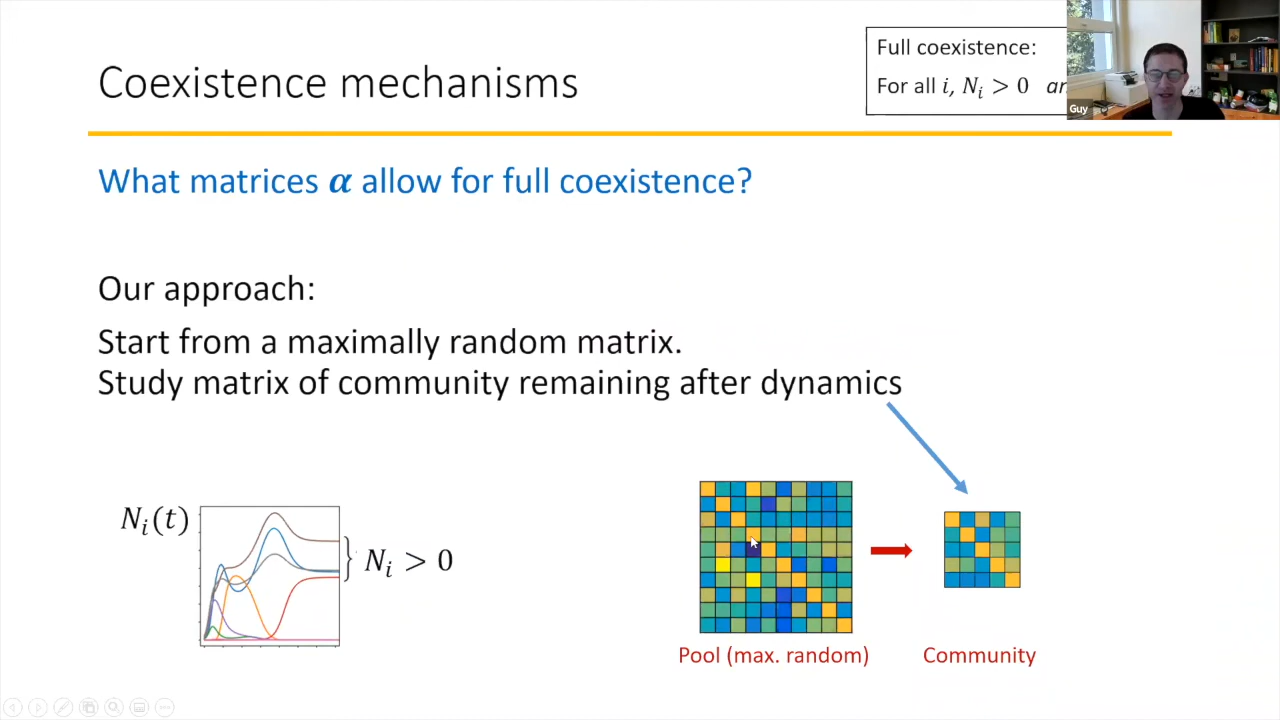 Coexistence mechanisms
Full coexistence:
For all i, N_i > 0
Guy
What matrices α allow for full coexistence?
Our approach:
Start from a maximally random matrix.
Study matrix of community remaining after dynamics
N_i(t)
N_i > 0
Pool (max. random)
Community